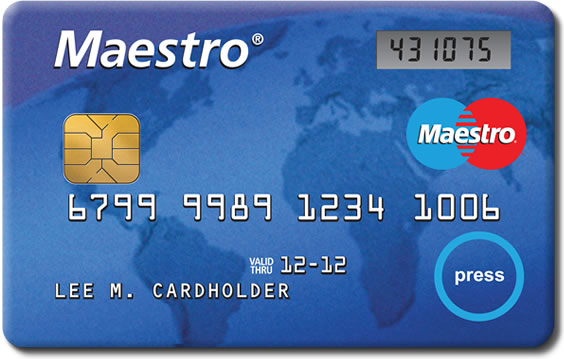 Maestro®
431075
Maestro
6799 9989 1234 1006
VALID THRU 12-12
press
LEE M. CARDHOLDER